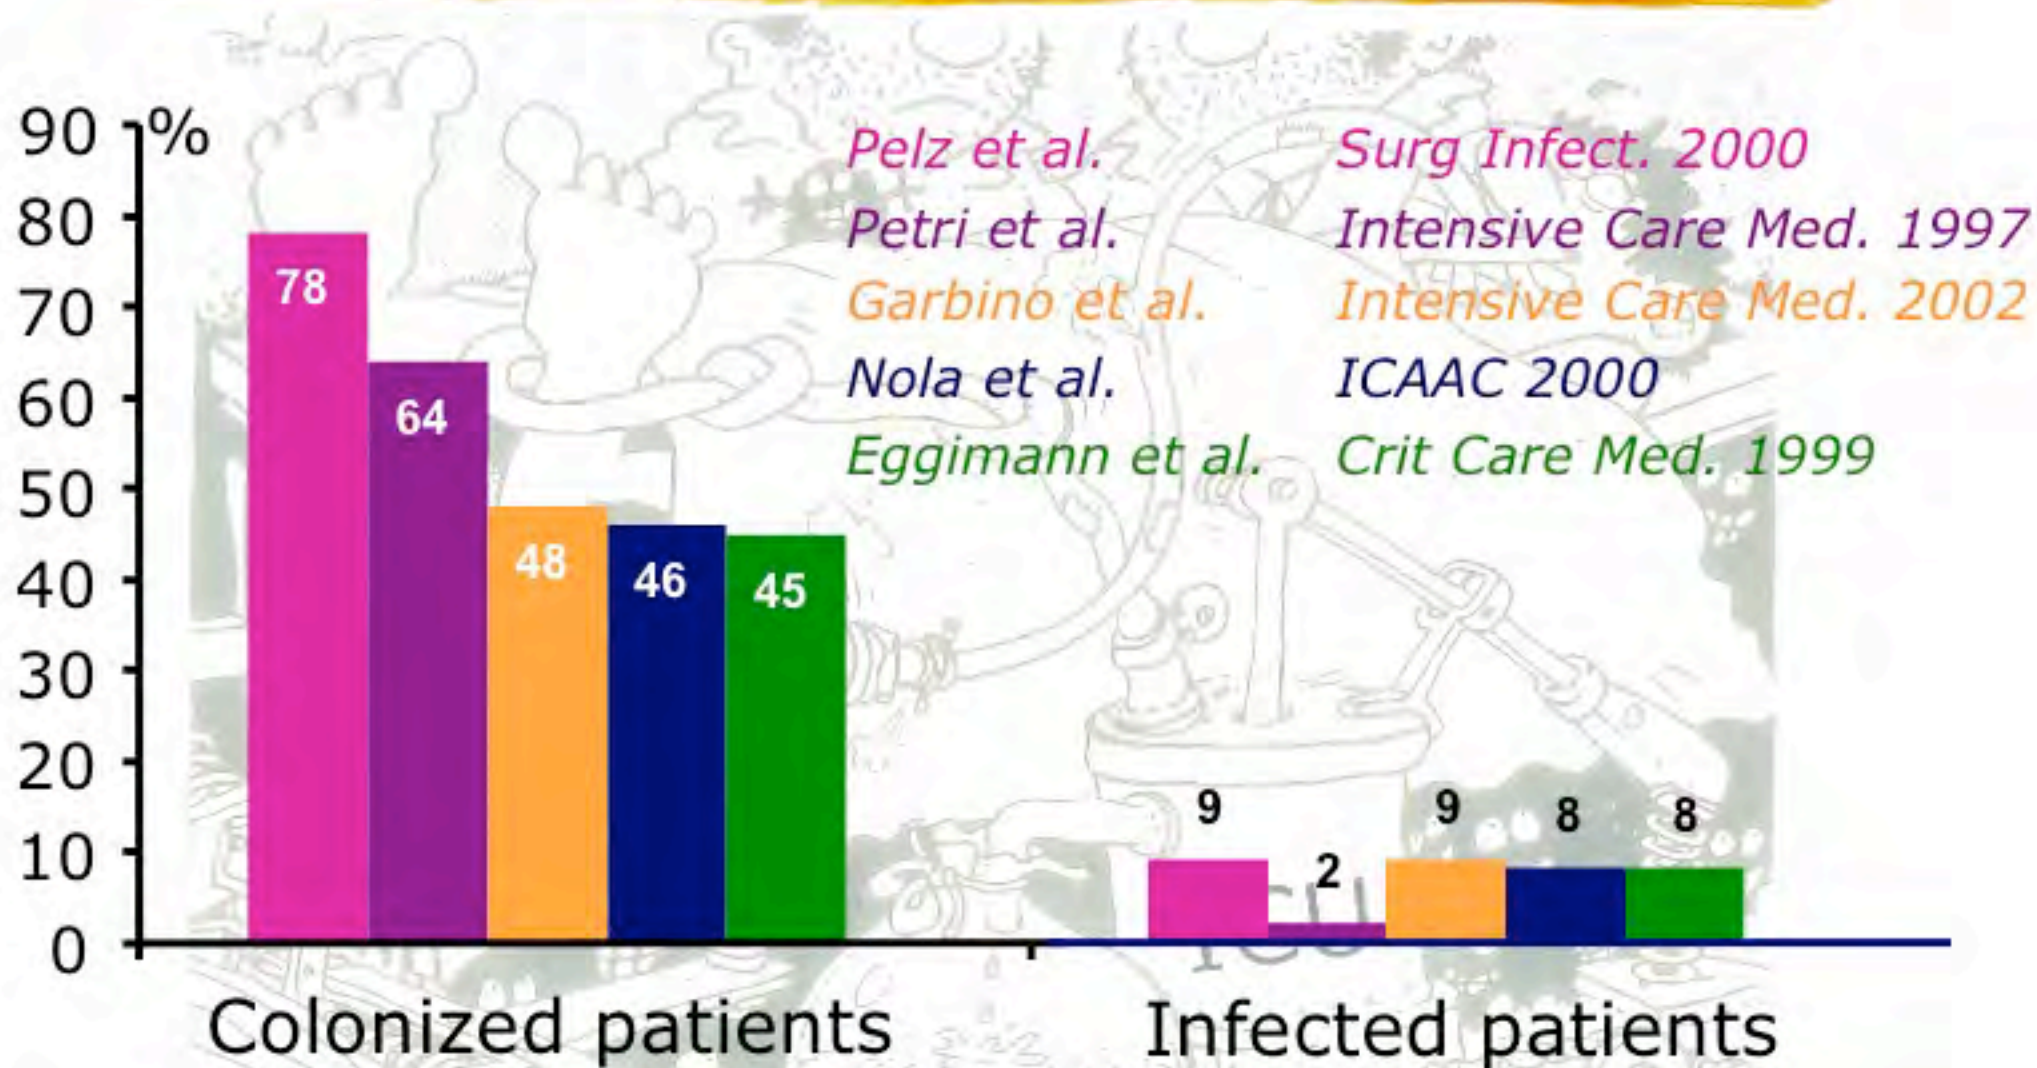 90 %
80
70
60
50
40
30
20
10
0
Pelz et al. Surg Infect. 2000
Petri et al. Intensive Care Med. 1997
Garbino et al. Intensive Care Med. 2002
Nola et al. ICAAC 2000
Eggimann et al. Crit Care Med. 1999
78
64
48
46
45
9
2
9
8
8
ICU
Colonized patients
Infected patients